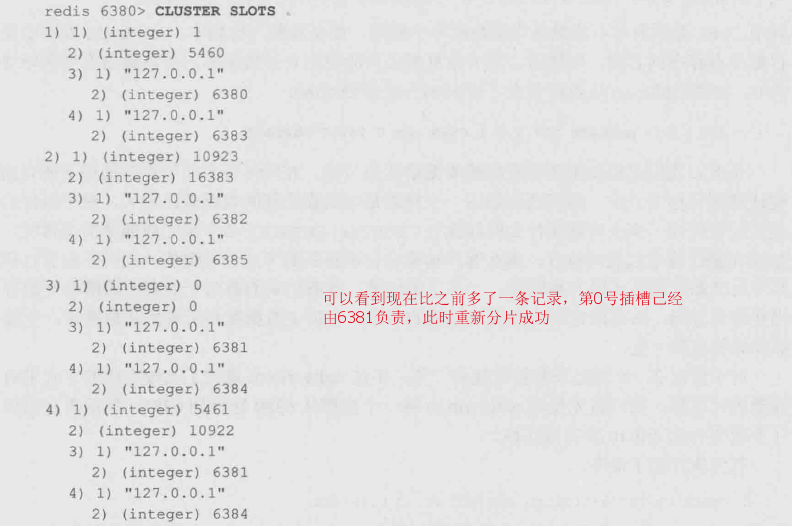 redis 6380> CLUSTER SLOTS
1) 1) (integer) 1
2) (integer) 5460
3) 1) "127.0.0.1"
2) (integer) 6380
4) 1) "127.0.0.1"
2) (integer) 6383
2) 1) (integer) 10923
2) (integer) 16383
3) 1) "127.0.0.1"
2) (integer) 6382
4) 1) "127.0.0.1"
2) (integer) 6385
3) 1) (integer) 0
2) (integer) 0
3) 1) "127.0.0.1"
2) (integer) 6381
4) 1) "127.0.0.1"
2) (integer) 6384
4) 1) (integer) 5461
2) (integer) 10922
3) 1) "127.0.0.1"
2) (integer) 6381
4) 1) "127.0.0.1"
2) (integer) 6384
可以看到现在比之前多了一条记录，第0号插槽己经
由6381负责，此时重新分片成功